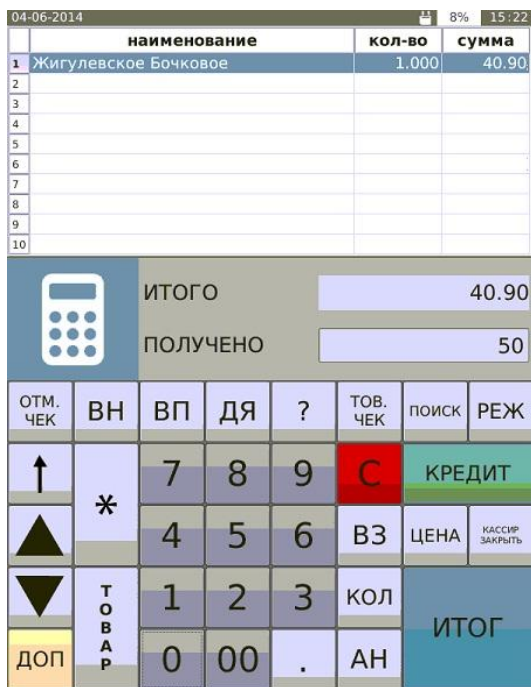 04-06-2014 8% 15:22
наименование кол-во сумма
1 Жигулевское Бочковое 1.000 40.90
2
3
4
5
6
7
8
9
10
ИТОГО 40.90
ПОЛУЧЕНО 50
ОТМ. ЧЕК ВН ВП ДЯ ? ТОВ. ЧЕК ПОИСК РЕЖ
* 7 8 9 С КРЕДИТ
4 5 6 ВЗ ЦЕНА КАССИР ЗАКРЫТЬ
ТОВАР 1 2 3 КОЛ ИТОГ
ДОП 0 00 . АН